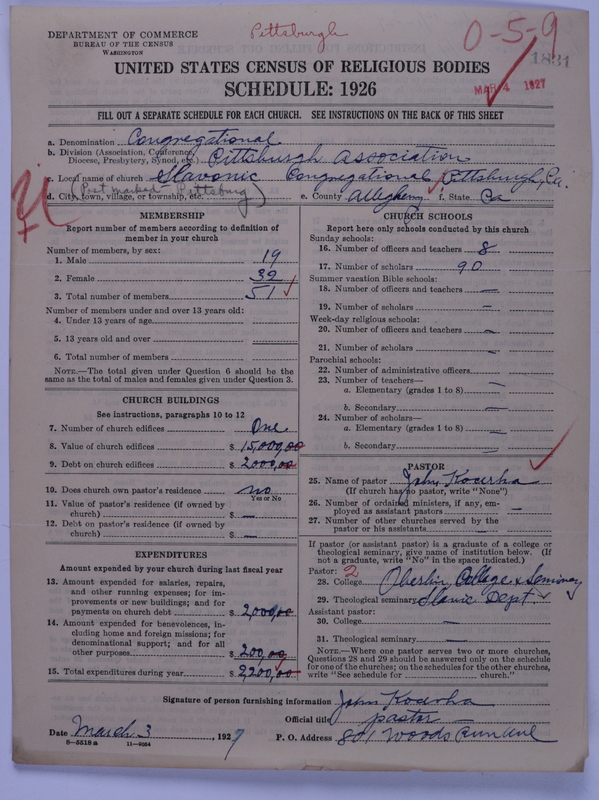 DEPARTMENT OF COMMERCE
BUREAU OF THE CENSUS
WASHINGTON
Pittsburgh
0-5-9
1831
MAR 4 1927
UNITED STATES CENSUS OF RELIGIOUS BODIES
SCHEDULE: 1926
FILL OUT A SEPARATE SCHEDULE FOR EACH CHURCH. SEE INSTRUCTIONS ON THE BACK OF THIS SHEET
a. Denomination Congregational
b. Division (Association, Conference, Diocese, Presbytery, Synod, etc.) Pittsburgh Association
c. Local name of church Slavonic Congregational Pittsburgh, Pa.
d. City, town, village, or township, etc. (Post marked- Pittsburg) e. County Allegheny f. State Pa
MEMBERSHIP
Report number of members according to definition of
member in your church
Number of members, by sex:
1. Male 19
2. Female 32
3. Total number of members 51
Number of members under and over 13 years old:
4. Under 13 years of age
5. 13 years old and over
6. Total number of members
NOTE.—The total given under Question 6 should be the
same as the total of males and females given under Question 3.
CHURCH BUILDINGS
See instructions, paragraphs 10 to 12
7. Number of church edifices One
8. Value of church edifices $ 15,000,00
9. Debt on church edifices $ 2000,00
10. Does church own pastor's residence no
Yes or No
11. Value of pastor's residence (if owned by
church) $ —
12. Debt on pastor's residence (if owned by
church) $ —
EXPENDITURES
Amount expended by your church during last fiscal year
13. Amount expended for salaries, repairs,
and other running expenses; for im-
provements or new buildings; and for
payments on church debt $ 2,000,00
14. Amount expended for benevolences, in-
cluding home and foreign missions; for
denominational support; and for all
other purposes $ 200,00
15. Total expenditures during year $ 2,200,00
CHURCH SCHOOLS
Report here only schools conducted by this church
Sunday schools:
16. Number of officers and teachers 8
17. Number of scholars 90
Summer vacation Bible schools:
18. Number of officers and teachers —
19. Number of scholars —
Week-day religious schools:
20. Number of officers and teachers —
21. Number of scholars —
Parochial schools:
22. Number of administrative officers
23. Number of teachers—
a. Elementary (grades 1 to 8) —
b. Secondary —
24. Number of scholars—
a. Elementary (grades 1 to 8) —
b. Secondary —
PASTOR
25. Name of pastor John Kocerha
(If church has no pastor, write "None")
26. Number of ordained ministers, if any, em-
ployed as assistant pastors —
27. Number of other churches served by the
pastor or his assistants —
If pastor (or assistant pastor) is a graduate of a college or
theological seminary, give name of institution below. (If
not a graduate, write "No" in the space indicated.)
Pastor: 2
28. College Oberlin, College & Seminary
29. Theological seminary Slavic Dept.
Assistant pastor:
30. College —
31. Theological seminary —
NOTE.—Where one pastor serves two or more churches,
Questions 28 and 29 should be answered only on the schedule
for one of the churches; on the schedules for the other churches,
write "See schedule for church."
Signature of person furnishing information John Kocerha
Official title pastor —
Date March 3, 1927 P. O. Address 801 Woods Run Ave
8-5518 a 11-9054